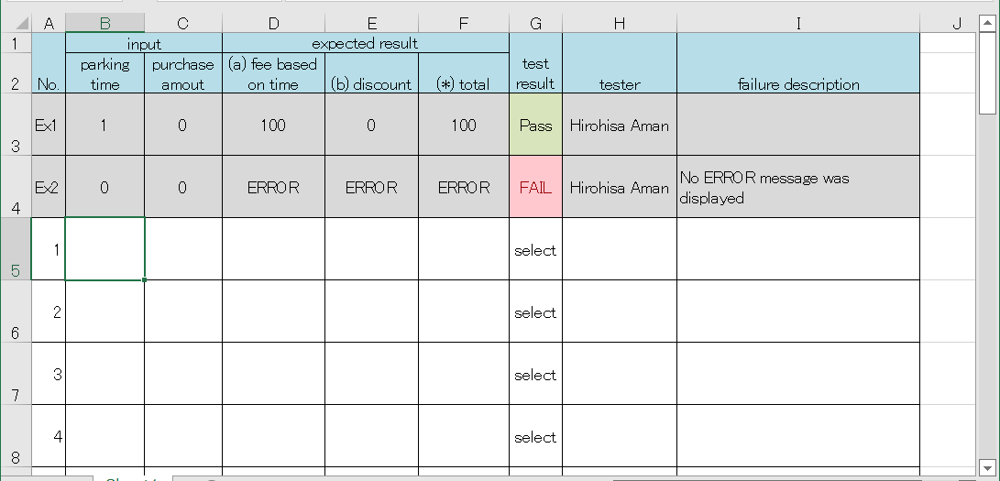 A B C D E F G H I J
1 input expected result
2 No. parking time purchase amout (a) fee based on time (b) discount (*) total test result tester failure description
3 Ex1 1 0 100 0 100 Pass Hirohisa Aman
4 Ex2 0 0 ERROR ERROR ERROR FAIL Hirohisa Aman No ERROR message was displayed
5 1 select
6 2 select
7 3 select
8 4 select